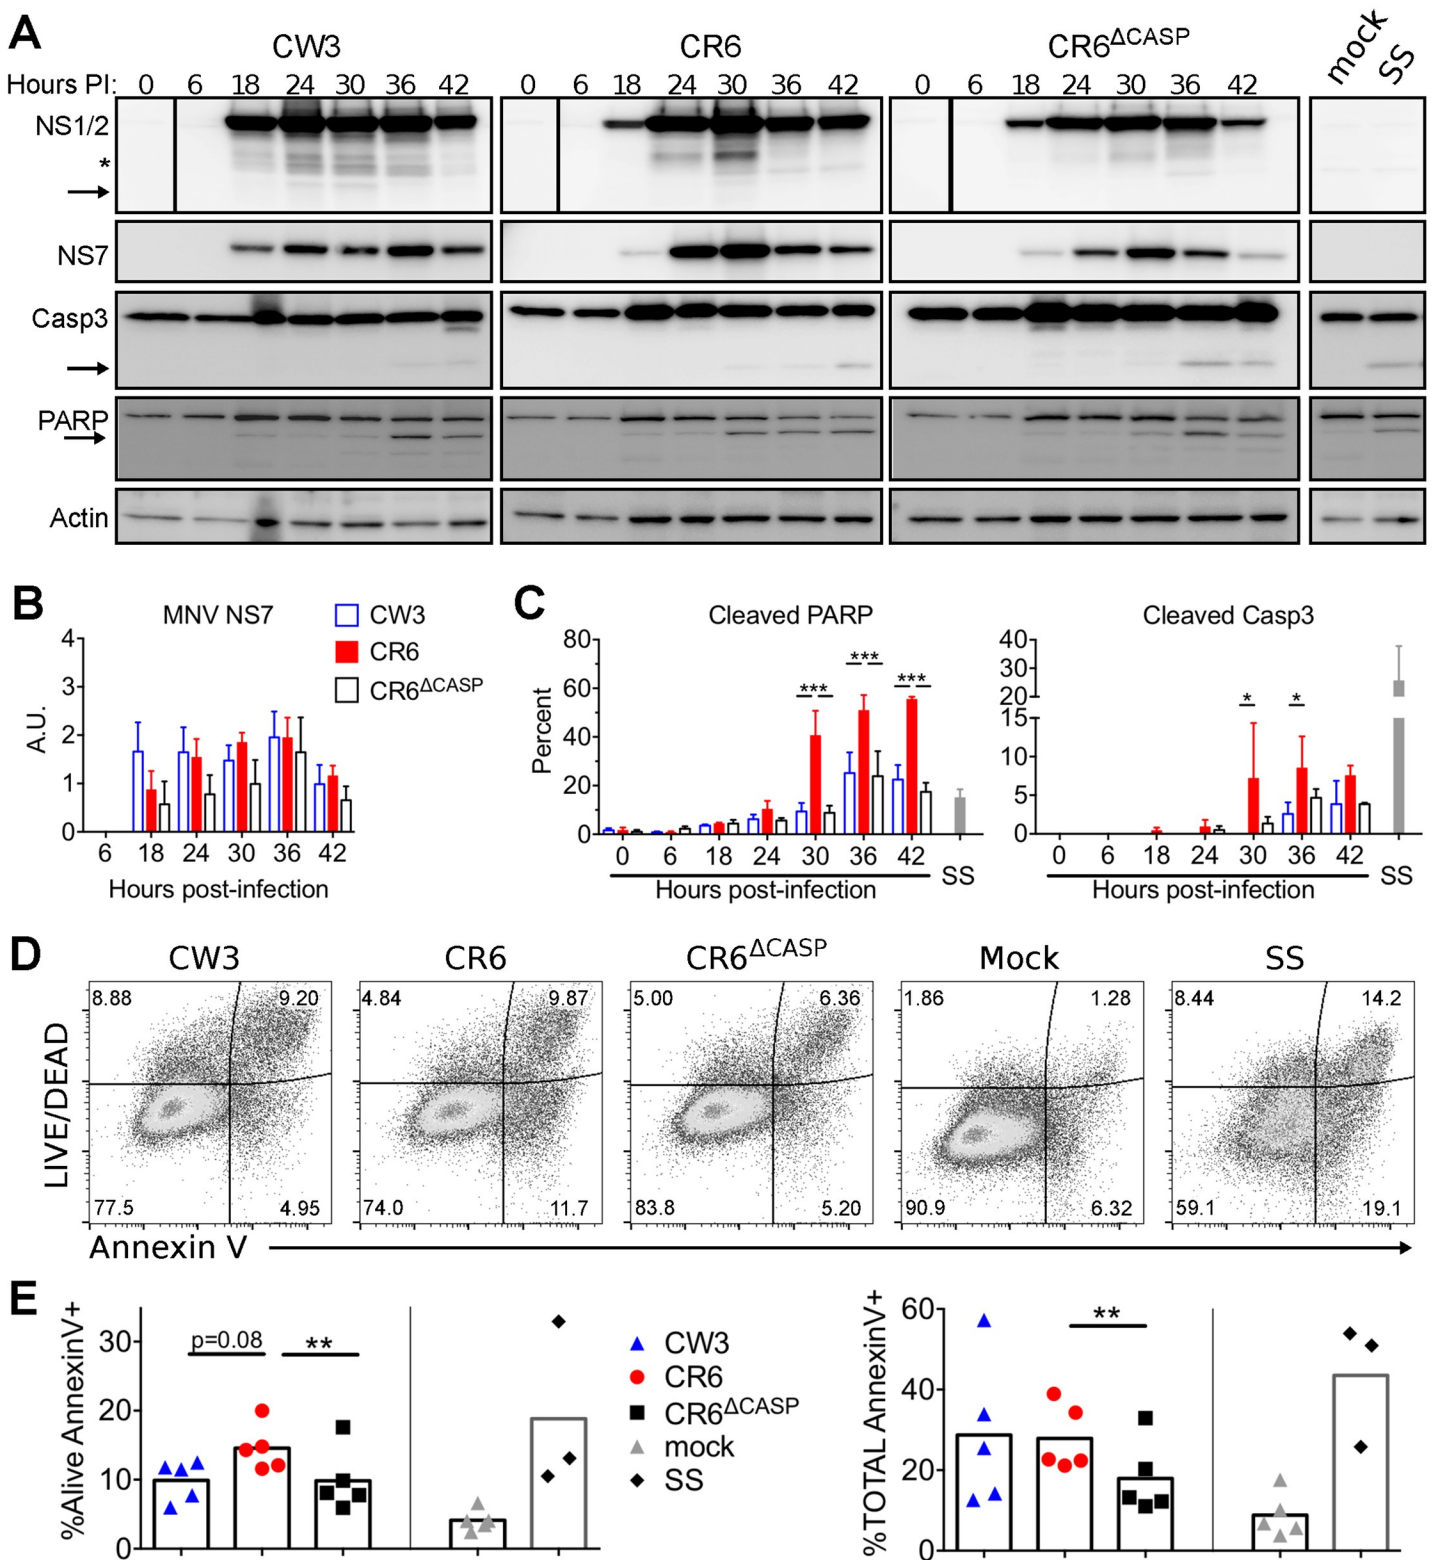 A
CW3 CR6 CR6ΔCASP mock SS
Hours PI: 0 6 18 24 30 36 42 0 6 18 24 30 36 42 0 6 18 24 30 36 42
NS1/2
*
NS7
Casp3
PARP
Actin
B
MNV NS7
CW3
CR6
CR6ΔCASP
A.U.
4
3
2
1
0
6 18 24 30 36 42
Hours post-infection
C
Cleaved PARP
Percent
80
60
40
20
0
*** *** ***
0 6 18 24 30 36 42 SS
Hours post-infection
Cleaved Casp3
40
30
20
15
10
5
0
* *
0 6 18 24 30 36 42 SS
Hours post-infection
D
CW3 CR6 CR6ΔCASP Mock SS
LIVE/DEAD
8.88 9.20 4.84 9.87 5.00 6.36 1.86 1.28 8.44 14.2
77.5 4.95 74.0 11.7 83.8 5.20 90.9 6.32 59.1 19.1
Annexin V
E
%Alive AnnexinV+
30
20
10
0
p=0.08 **
CW3
CR6
CR6ΔCASP
mock
SS
%TOTAL AnnexinV+
60
40
20
0
**